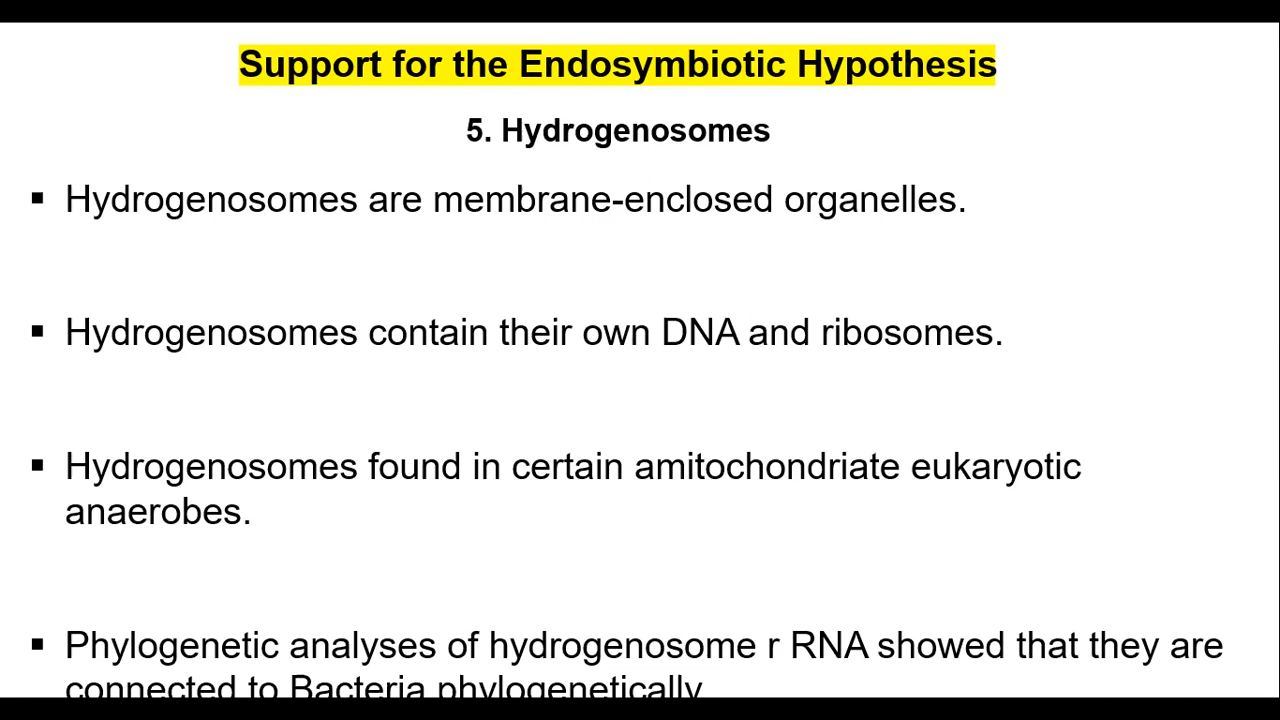 Support for the Endosymbiotic Hypothesis
5. Hydrogenosomes
▪ Hydrogenosomes are membrane-enclosed organelles.
▪ Hydrogenosomes contain their own DNA and ribosomes.
▪ Hydrogenosomes found in certain amitochondriate eukaryotic
anaerobes.
▪ Phylogenetic analyses of hydrogenosome r RNA showed that they are
connected to Bacteria phylogenetically